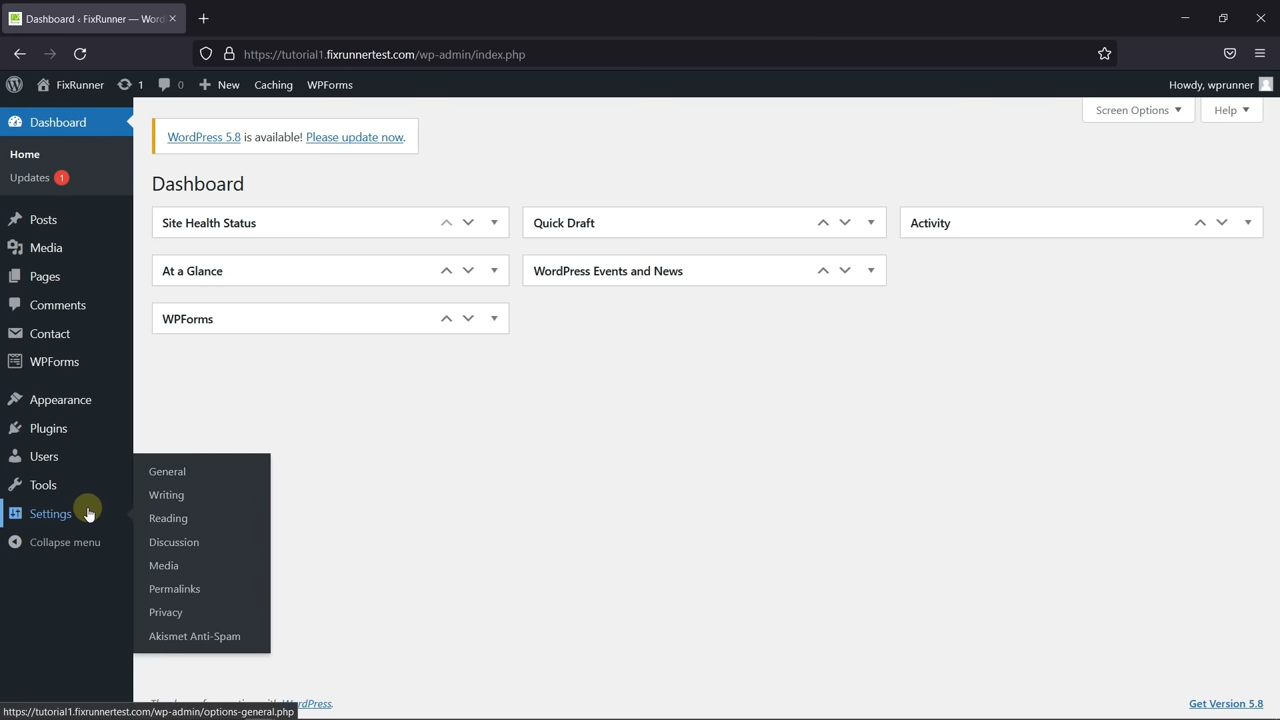 Dashboard ‹ FixRunner — Word
https://tutorial1.fixrunnertest.com/wp-admin/index.php
FixRunner 1 0 New Caching WPForms Howdy, wprunner
Dashboard
Home
Updates 1
Posts
Media
Pages
Comments
Contact
WPForms
Appearance
Plugins
Users
Tools
Settings
Collapse menu
General
Writing
Reading
Discussion
Media
Permalinks
Privacy
Akismet Anti-Spam
Screen Options Help
WordPress 5.8 is available! Please update now.
Dashboard
Site Health Status
Quick Draft
Activity
At a Glance
WordPress Events and News
WPForms
WordPress.
Get Version 5.8
https://tutorial1.fixrunnertest.com/wp-admin/options-general.php